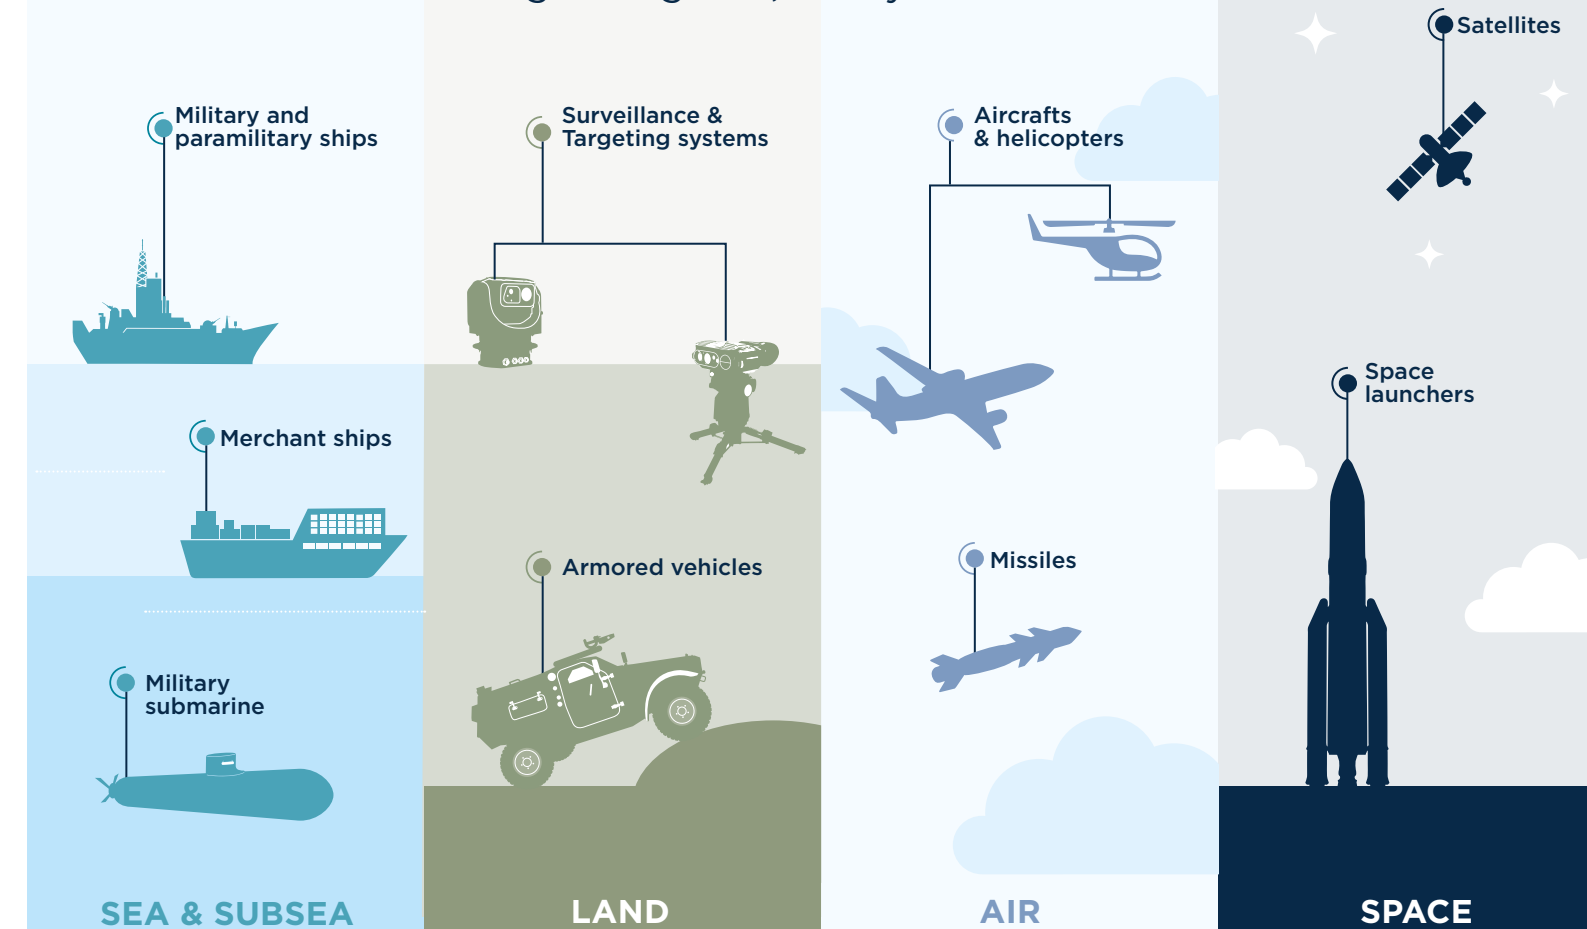 Military and
paramilitary ships
Merchant ships
Military
submarine
SEA & SUBSEA
Surveillance &
Targeting systems
Armored vehicles
LAND
Aircrafts
& helicopters
Missiles
AIR
Satellites
Space
launchers
SPACE